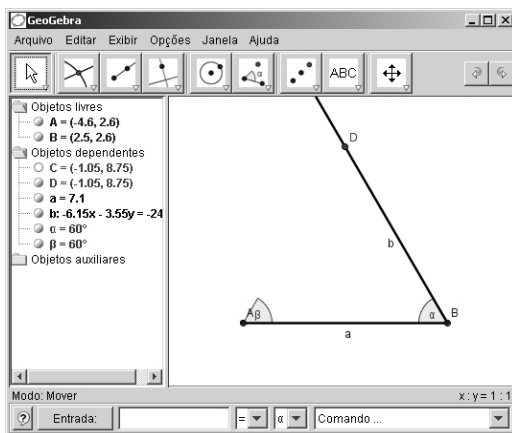 GeoGebra
Arquivo Editar Exibir Opções Janela Ajuda
α
ABC
Objetos livres
A = (-4.6, 2.6)
B = (2.5, 2.6)
Objetos dependentes
C = (-1.05, 8.75)
D = (-1.05, 8.75)
a = 7.1
b: -6.15x - 3.55y = -24
α = 60°
β = 60°
Objetos auxiliares
D
b
A β α B
a
Modo: Mover x : y = 1 : 1
? Entrada: = α Comando ...